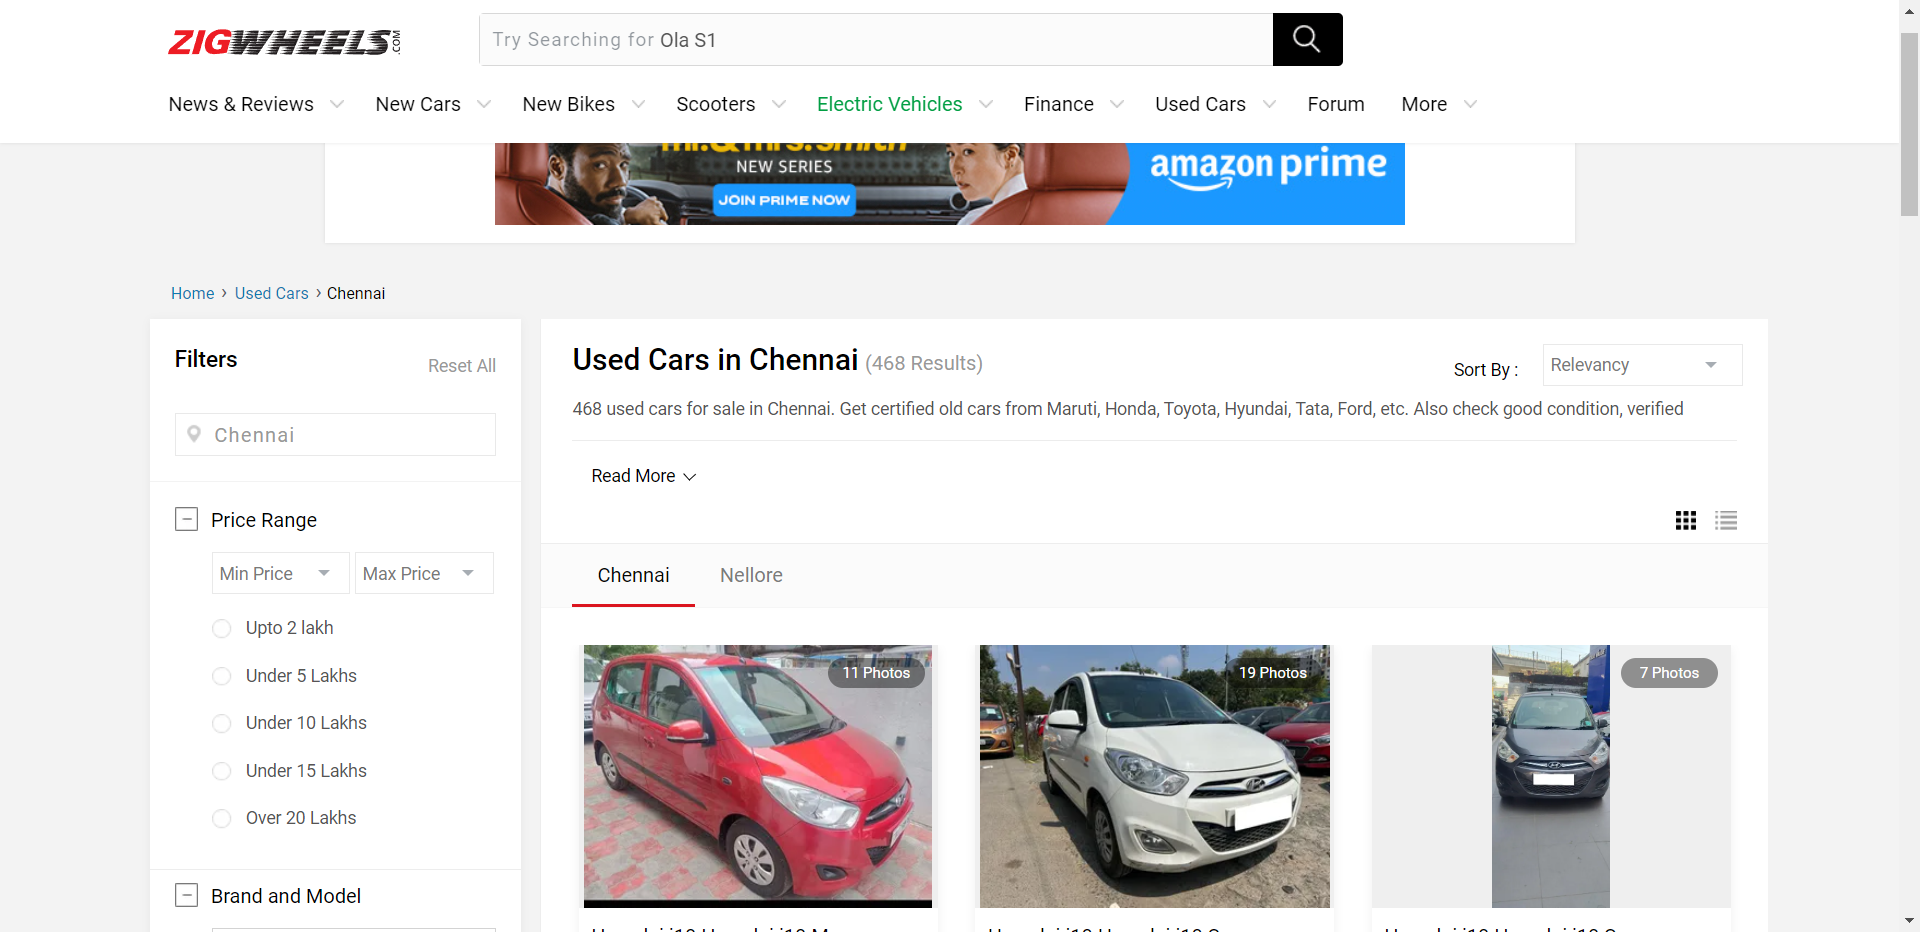 ZIGWHEELS.COM
Try Searching for Ola S1
News & Reviews
New Cars
New Bikes
Scooters
Electric Vehicles
Finance
Used Cars
Forum
More
mr.&mrs.smith
NEW SERIES
JOIN PRIME NOW
amazon prime
Home › Used Cars › Chennai
Filters
Reset All
Chennai
Price Range
Min Price
Max Price
Upto 2 lakh
Under 5 Lakhs
Under 10 Lakhs
Under 15 Lakhs
Over 20 Lakhs
Brand and Model
Used Cars in Chennai (468 Results)
Sort By :
Relevancy
468 used cars for sale in Chennai. Get certified old cars from Maruti, Honda, Toyota, Hyundai, Tata, Ford, etc. Also check good condition, verified
Read More
Chennai
Nellore
11 Photos
19 Photos
7 Photos